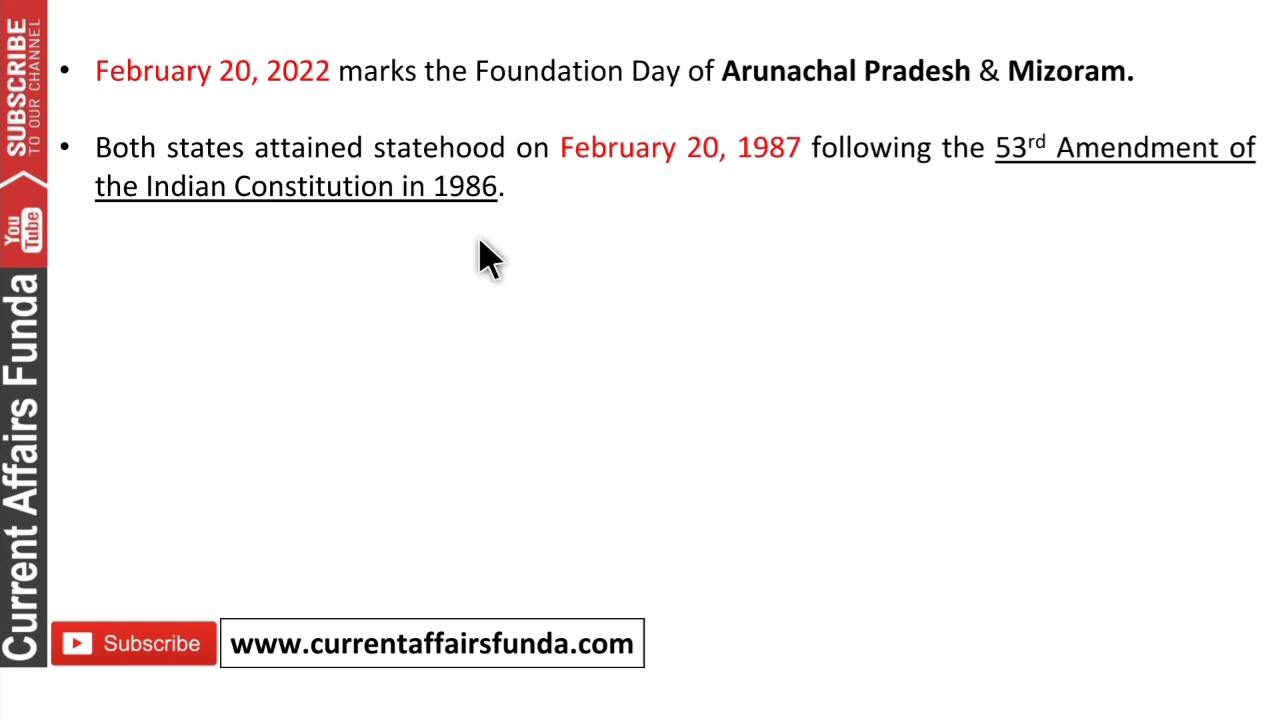 • February 20, 2022 marks the Foundation Day of Arunachal Pradesh & Mizoram.
• Both states attained statehood on February 20, 1987 following the 53rd Amendment of
the Indian Constitution in 1986.
SUBSCRIBE
TO OUR CHANNEL
You
Tube
Current Affairs Funda
Subscribe
www.currentaffairsfunda.com